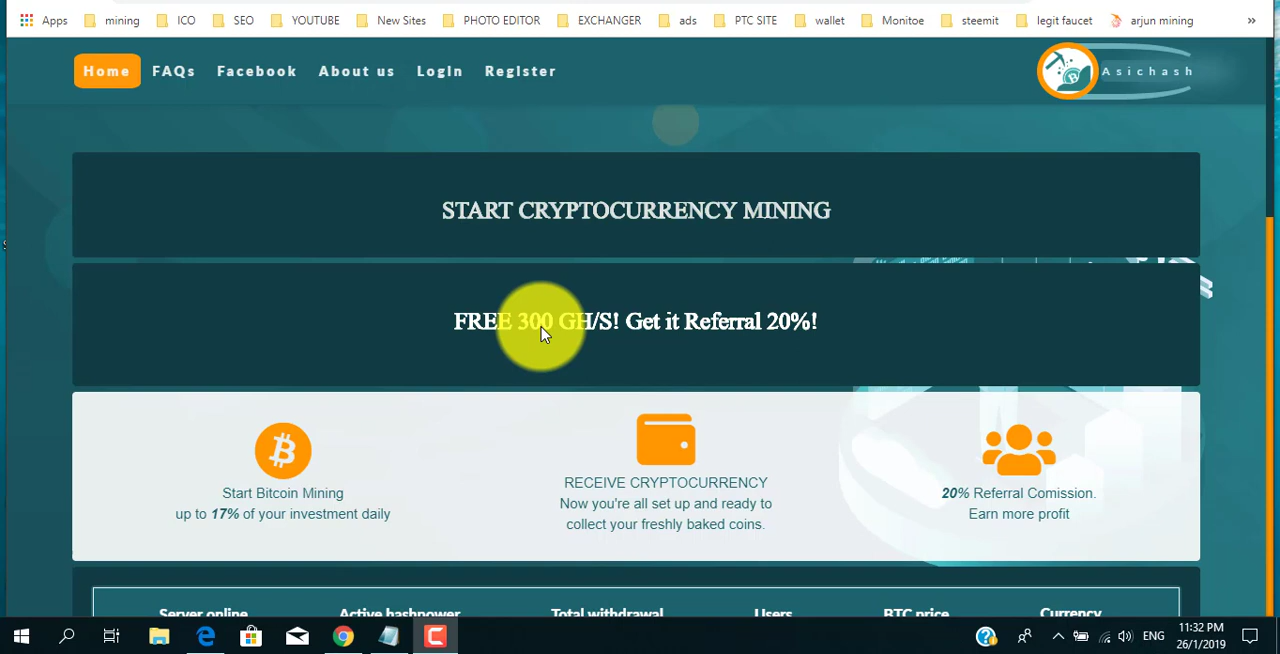 Apps mining ICO SEO YOUTUBE New Sites PHOTO EDITOR EXCHANGER ads PTC SITE wallet Monitoe steemit legit faucet arjun mining »
Home FAQs Facebook About us LogIn Register
Asichash
START CRYPTOCURRENCY MINING
FREE 300 GH/S! Get it Referral 20%!
Start Bitcoin Mining
up to 17% of your investment daily
RECEIVE CRYPTOCURRENCY
Now you're all set up and ready to
collect your freshly baked coins.
20% Referral Comission.
Earn more profit
Server online Active hashpower Total withdrawal Users BTC price Currency
ENG
11:32 PM
26/1/2019